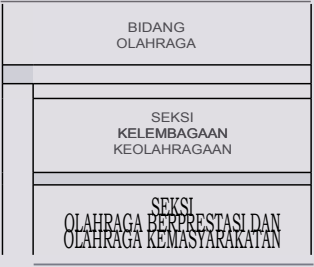 BIDANG
OLAHRAGA
SEKSI
KELEMBAGAAN
KEOLAHRAGAAN
SEKSI
OLAHRAGA BERPRESTASI DAN
OLAHRAGA KEMASYARAKATAN